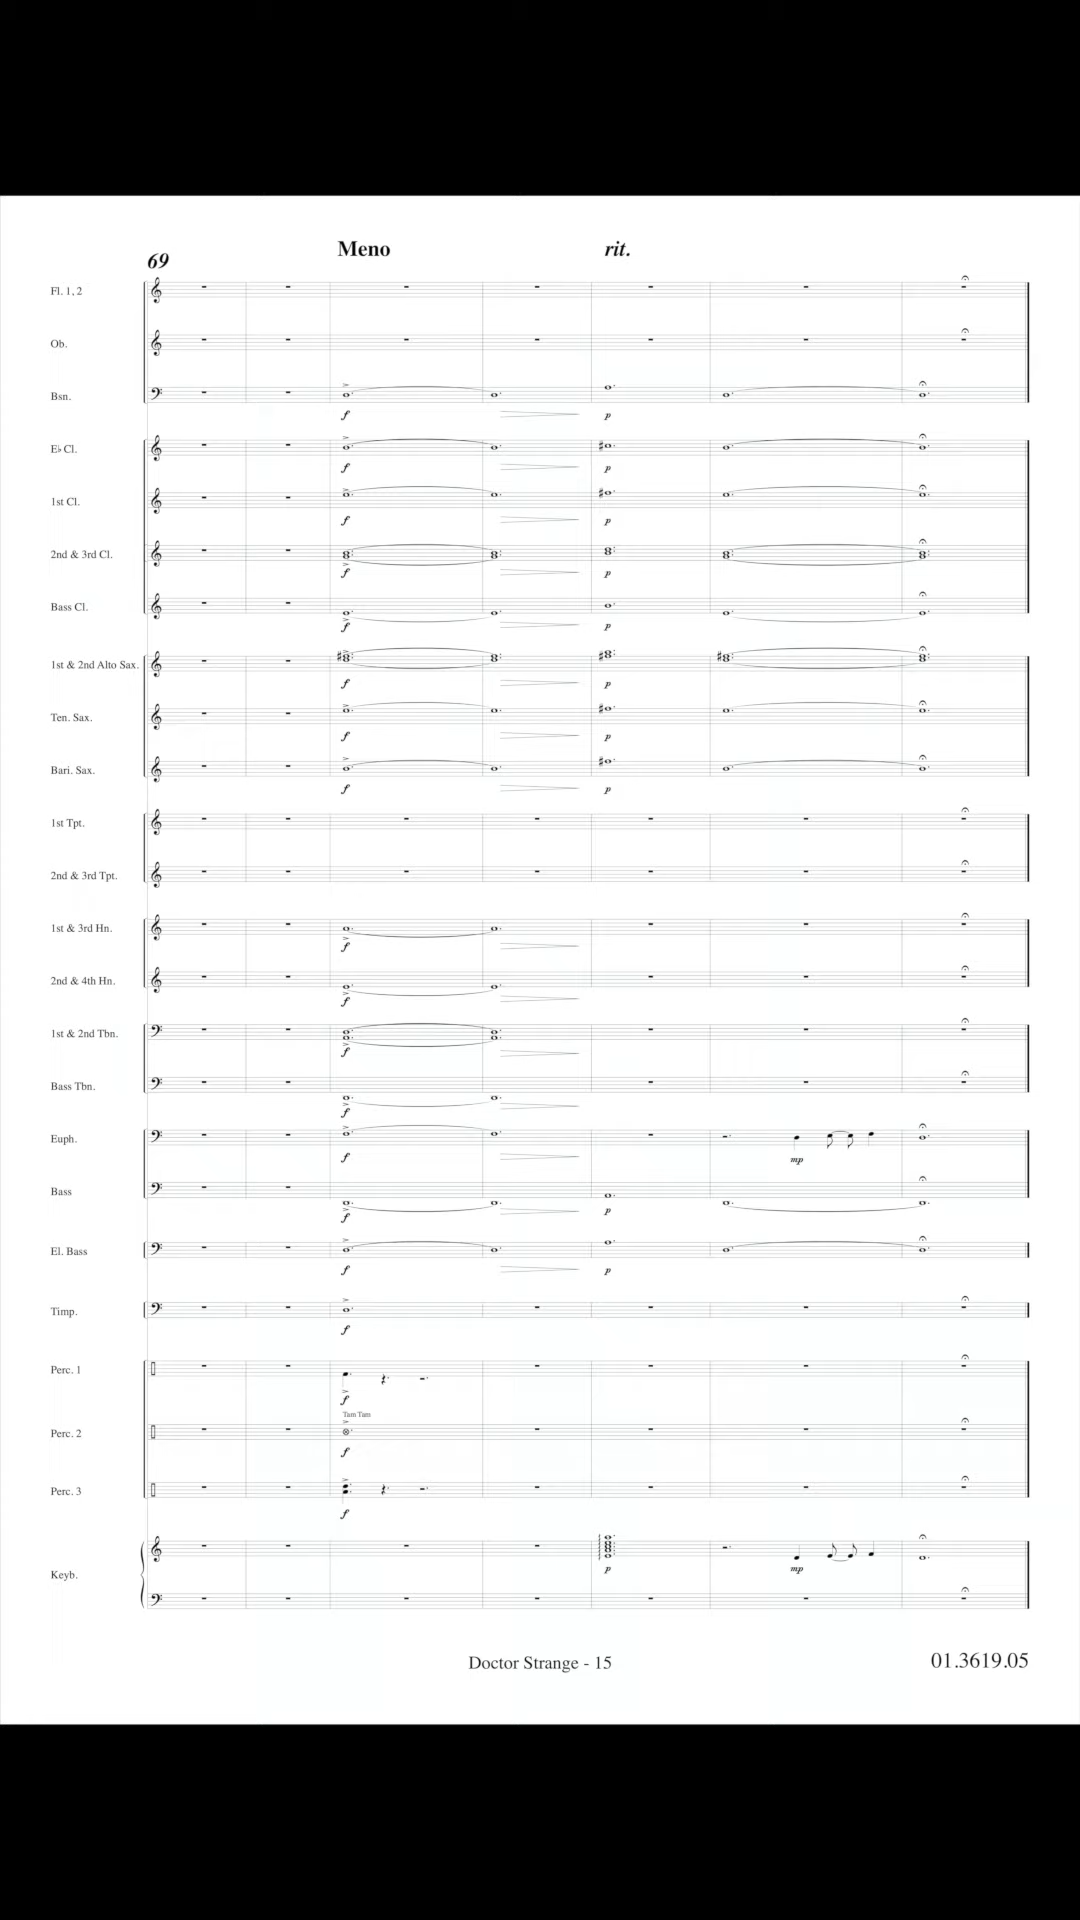 Meno rit.
69
Fl. 1, 2
Ob.
Bsn.
f p
E♭ Cl.
f p
1st Cl.
f p
2nd & 3rd Cl.
f p
Bass Cl.
f p
1st & 2nd Alto Sax.
f p
Ten. Sax.
f p
Bari. Sax.
f p
1st Tpt.
2nd & 3rd Tpt.
1st & 3rd Hn.
f
2nd & 4th Hn.
f
1st & 2nd Tbn.
f
Bass Tbn.
f
Euph.
f mp
Bass
f p
El. Bass
f p
Timp.
f
Perc. 1
f
Tam Tam
Perc. 2
f
Perc. 3
f
p mp
Keyb.
Doctor Strange - 15
01.3619.05